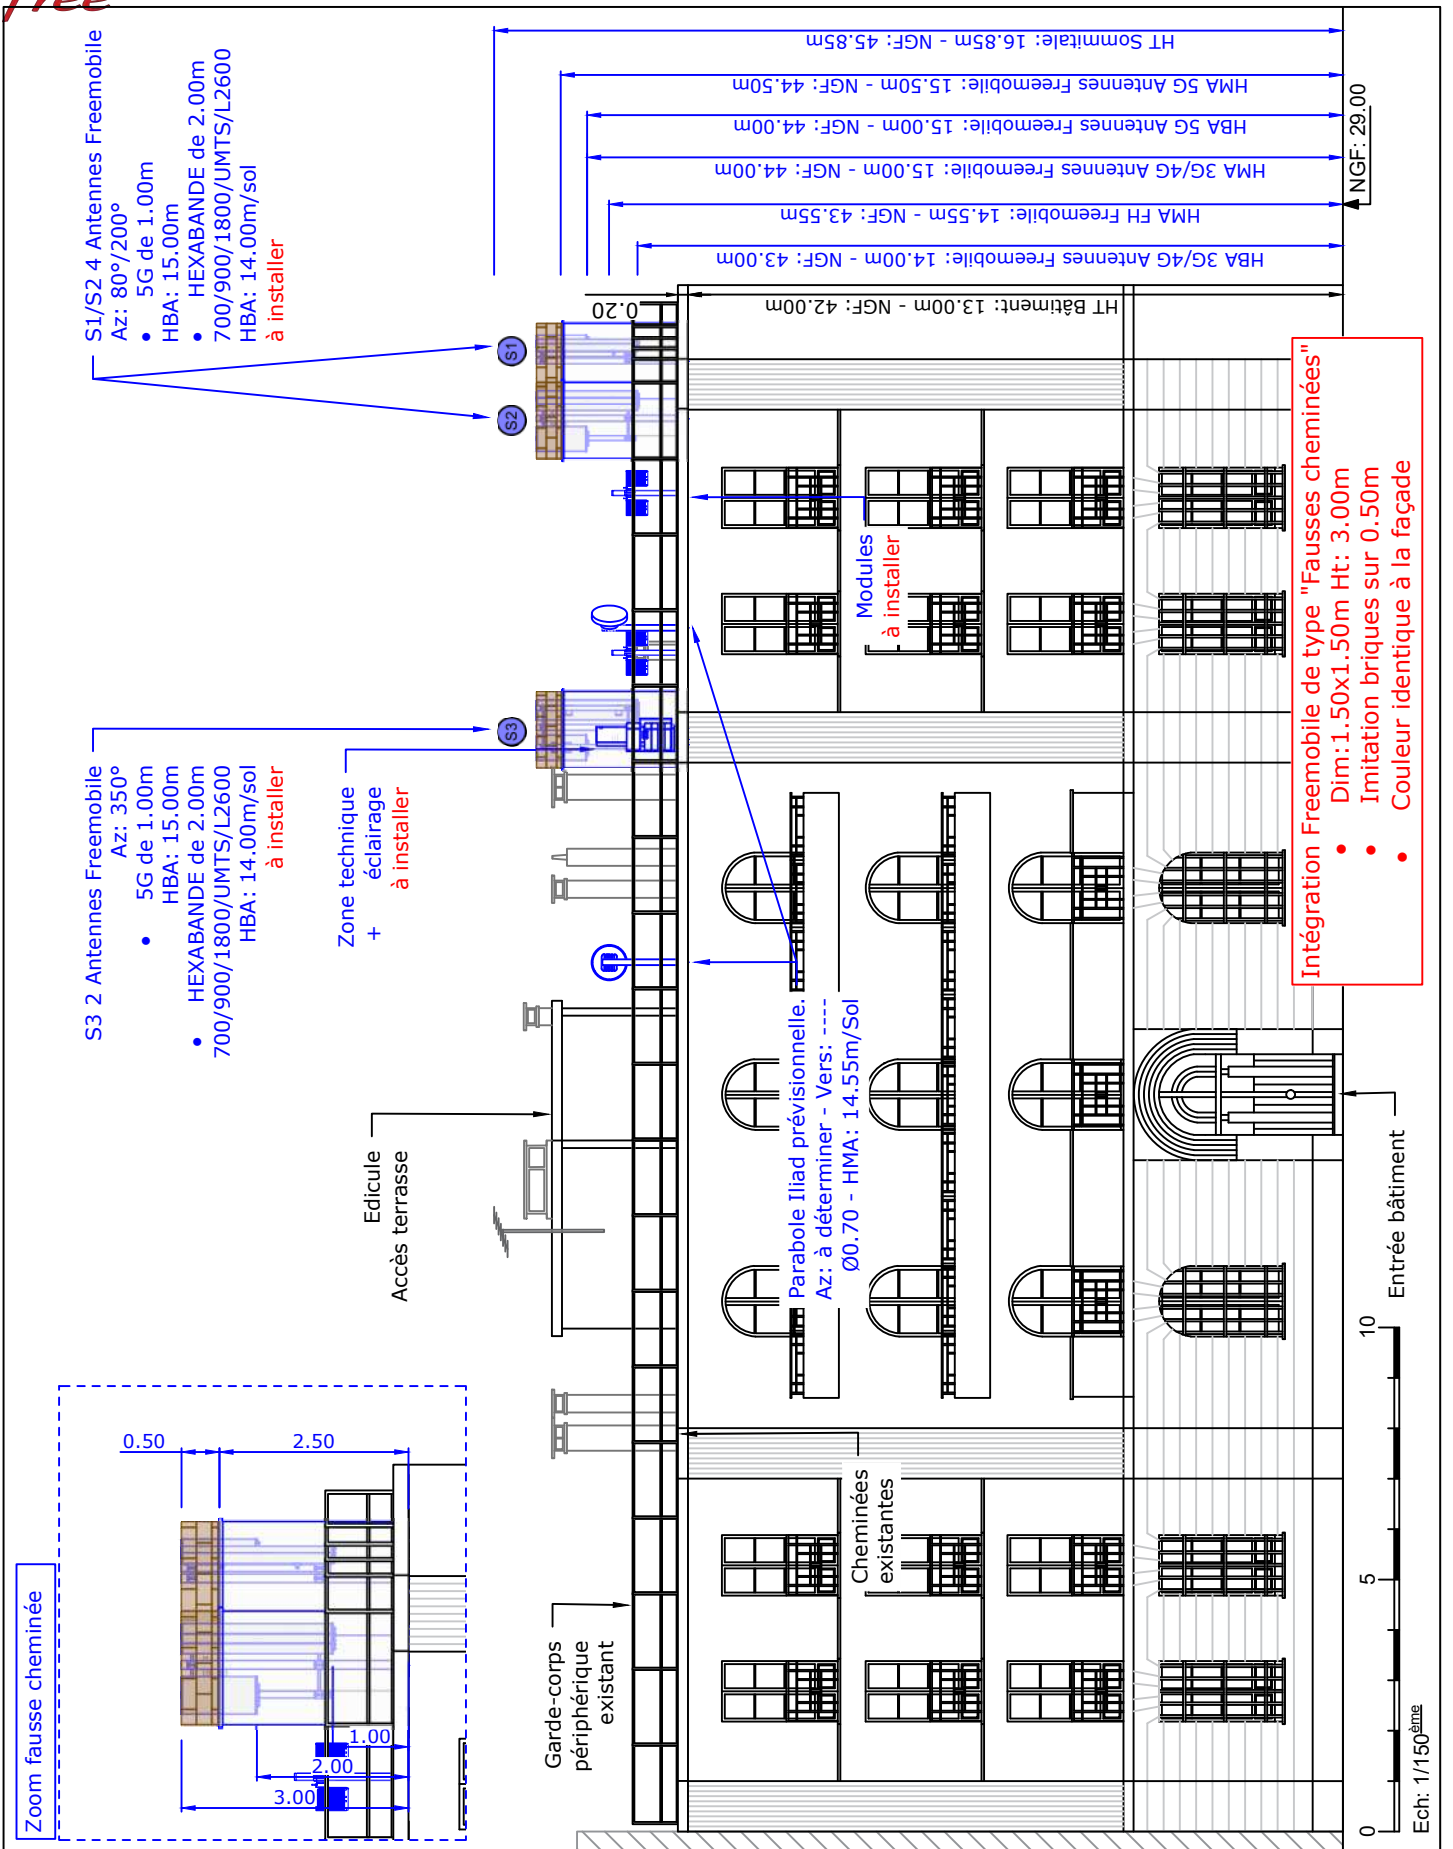 free
Zoom fausse cheminée
0.50
2.50
1.00
2.00
3.00
S3 2 Antennes Freemobile
Az: 350°
• 5G de 1.00m
HBA: 15.00m
• HEXABANDE de 2.00m
700/900/1800/UMTS/L2600
HBA: 14.00m/sol
à installer
S1/S2 4 Antennes Freemobile
Az: 80°/200°
• 5G de 1.00m
HBA: 15.00m
• HEXABANDE de 2.00m
700/900/1800/UMTS/L2600
HBA: 14.00m/sol
à installer
Zone technique
+ éclairage
à installer
Edicule
Accès terrasse
Garde-corps
périphérique
existant
S3
S2
S1
0.20
HT Sommitale: 16.85m - NGF: 45.85m
HMA 5G Antennes Freemobile: 15.50m - NGF: 44.50m
HBA 5G Antennes Freemobile: 15.00m - NGF: 44.00m
HMA 3G/4G Antennes Freemobile: 15.00m - NGF: 44.00m
HMA FH Freemobile: 14.55m - NGF: 43.55m
HBA 3G/4G Antennes Freemobile: 14.00m - NGF: 43.00m
HT Bâtiment: 13.00m - NGF: 42.00m
NGF: 29.00
Cheminées
existantes
Parabole Iliad prévisionnelle.
Az: à déterminer - Vers: ----
Ø0.70 - HMA: 14.55m/Sol
Modules
à installer
Intégration Freemobile de type "Fausses cheminées"
• Dim:1.50x1.50m Ht: 3.00m
• Imitation briques sur 0.50m
• Couleur identique à la façade
Entrée bâtiment
0
5
10
Ech: 1/150ème